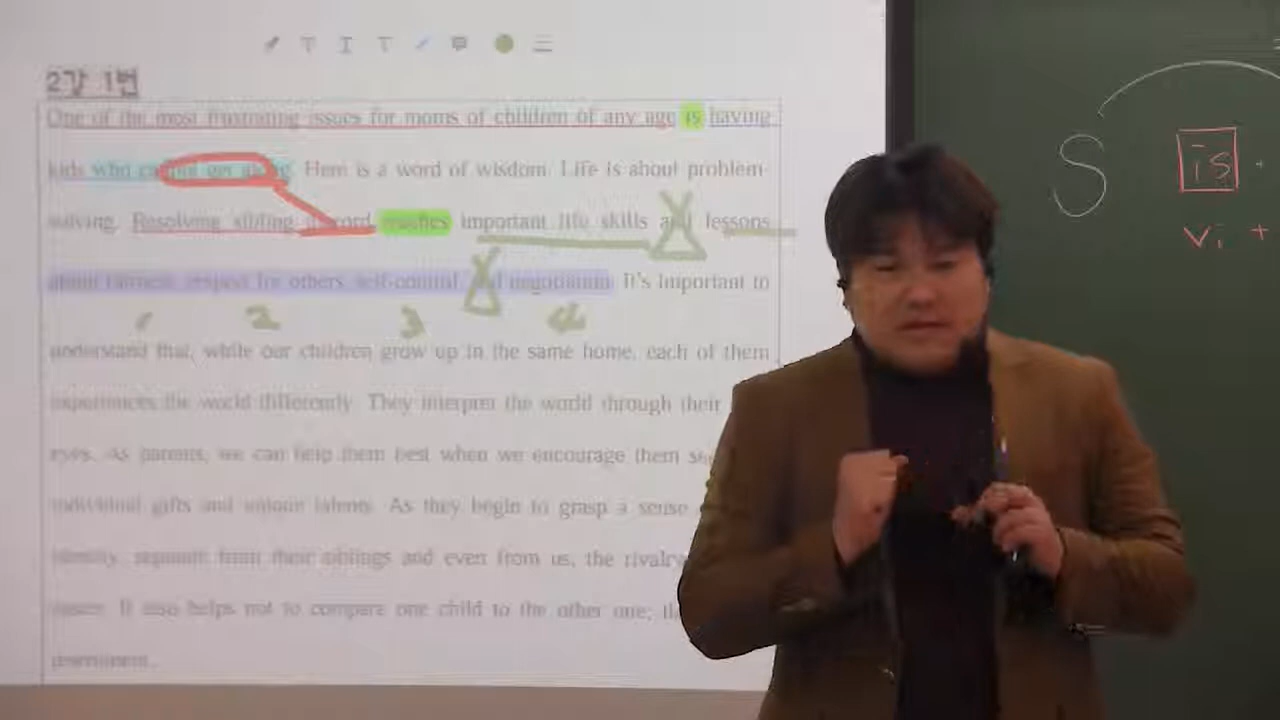 2강 1번
One of the most frustrating issues for moms of children of any age is having
kids who cannot get along. Here is a word of wisdom. Life is about problem-
solving. Resolving sibling discord teaches important life skills and lessons
about fairness, respect for others, self-control and negotiation. It's important to
1 2 3 4
understand that, while our children grow up in the same home, each of them
experiences the world differently. They interpret the world through their
eyes. As parents, we can help them best when we encourage them
individual gifts and unique talents. As they begin to grasp a sense
identity, separate from their siblings and even from us, the rivalry
easier. It also helps not to compare one child to the other one;
resentment.
S is
Vi +